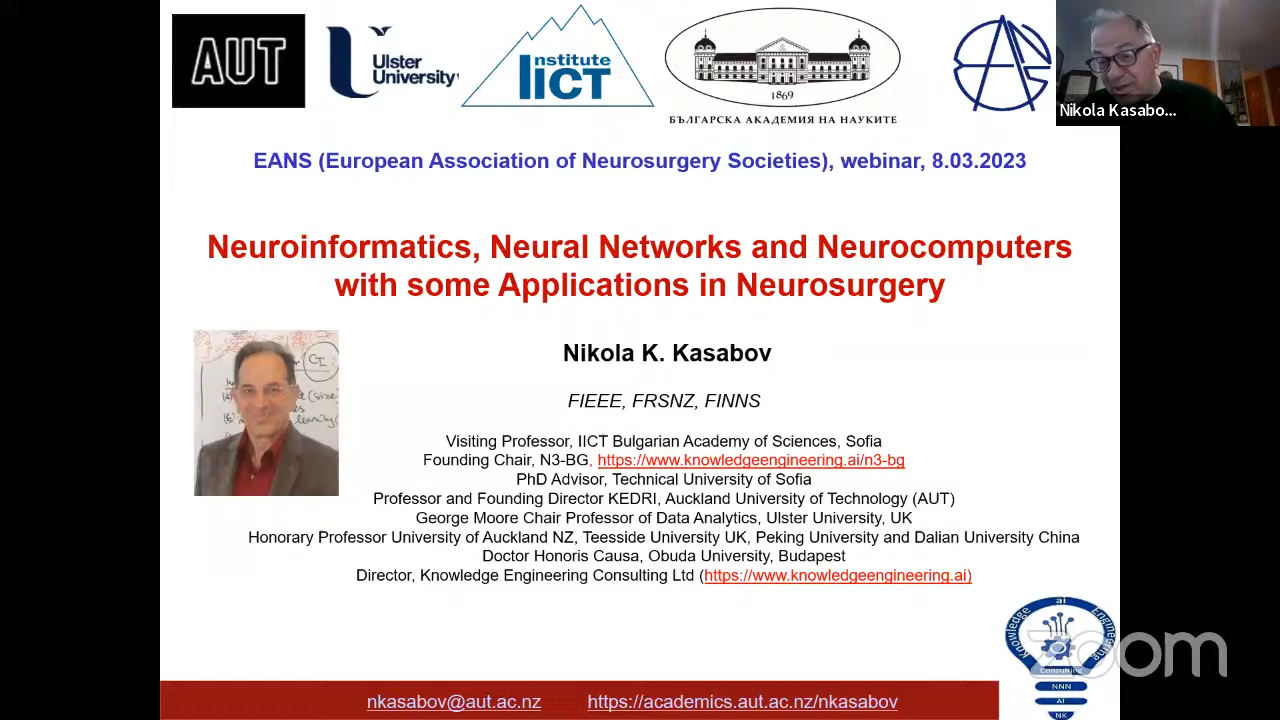 AUT
Ulster
University
Institute
IICT
1869
БЪЛГАРСКА АКАДЕМИЯ НА НАУКИТЕ
Nikola Kasabo...
EANS (European Association of Neurosurgery Societies), webinar, 8.03.2023
Neuroinformatics, Neural Networks and Neurocomputers
with some Applications in Neurosurgery
CI
Nikola K. Kasabov
FIEEE, FRSNZ, FINNS
Visiting Professor, IICT Bulgarian Academy of Sciences, Sofia
Founding Chair, N3-BG, https://www.knowledgeengineering.ai/n3-bg
PhD Advisor, Technical University of Sofia
Professor and Founding Director KEDRI, Auckland University of Technology (AUT)
George Moore Chair Professor of Data Analytics, Ulster University, UK
Honorary Professor University of Auckland NZ, Teesside University UK, Peking University and Dalian University China
Doctor Honoris Causa, Obuda University, Budapest
Director, Knowledge Engineering Consulting Ltd (https://www.knowledgeengineering.ai)
Knowledge ai Engineering
Consulting
NNN
AI
NK
zoom
nkasabov@aut.ac.nz https://academics.aut.ac.nz/nkasabov